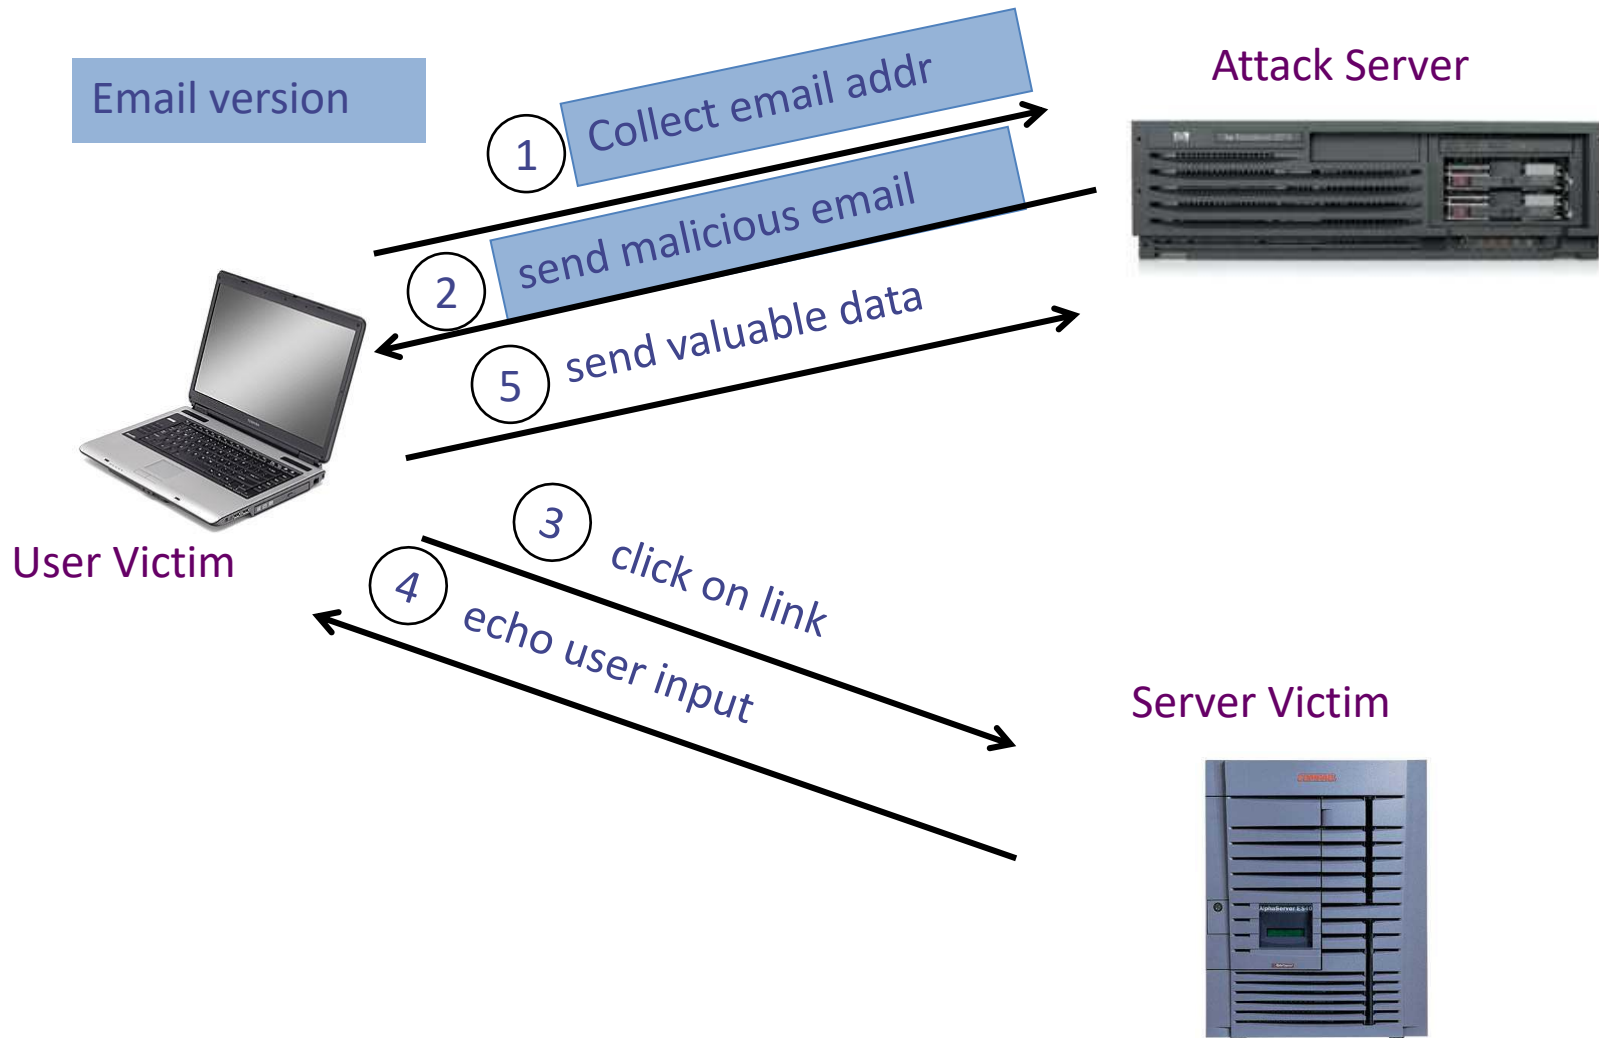 Email version
Attack Server
1
Collect email addr
2
send malicious email
5
send valuable data
User Victim
3
click on link
4
echo user input
Server Victim
AlphaServer